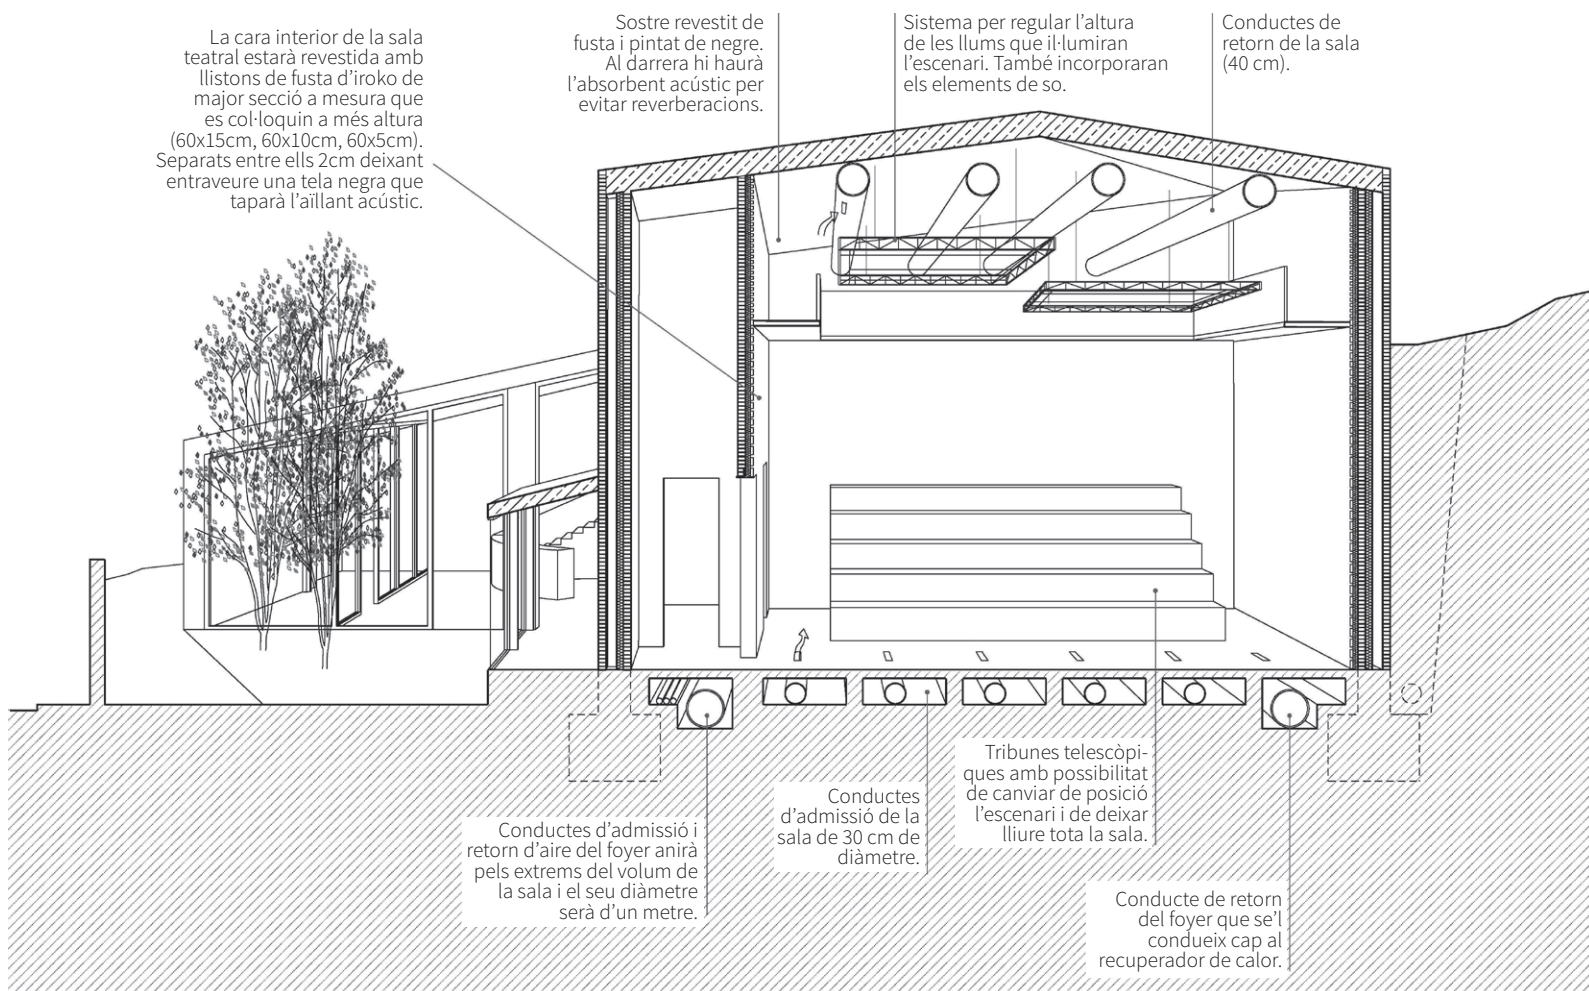 La cara interior de la sala
teatral estarà revestida amb
llistons de fusta d'iroko de
major secció a mesura que
es col·loquin a més altura
(60x15cm, 60x10cm, 60x5cm).
Separats entre ells 2cm deixant
entraveure una tela negra que
taparà l'aïllant acústic.
Sostre revestit de
fusta i pintat de negre.
Al darrera hi haurà
l'absorbent acústic per
evitar reverberacions.
Sistema per regular l'altura
de les llums que il·lumiran
l'escenari. També incorporaran
els elements de so.
Conductes de
retorn de la sala
(40 cm).
Conductes d'admissió i
retorn d'aire del foyer anirà
pels extrems del volum de
la sala i el seu diàmetre
serà d'un metre.
Conductes
d'admissió de la
sala de 30 cm de
diàmetre.
Tribunes telescòpi-
ques amb possibilitat
de canviar de posició
l'escenari i de deixar
lliure tota la sala.
Conducte de retorn
del foyer que se'l
condueix cap al
recuperador de calor.